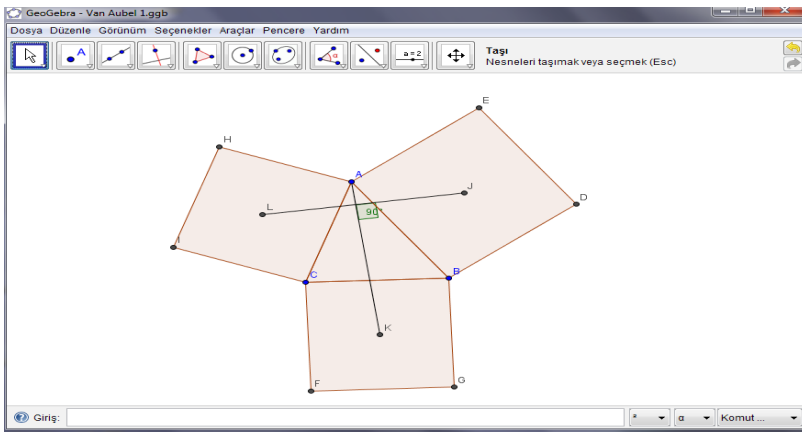 GeoGebra - Van Aubel 1.ggb
Dosya Düzenle Görünüm Seçenekler Araçlar Pencere Yardım
A
α
a = 2
Taşı
Nesneleri taşımak veya seçmek (Esc)
E
H
A
J
D
L
90°
I
C
B
K
F
G
Giriş:
α
Komut ...